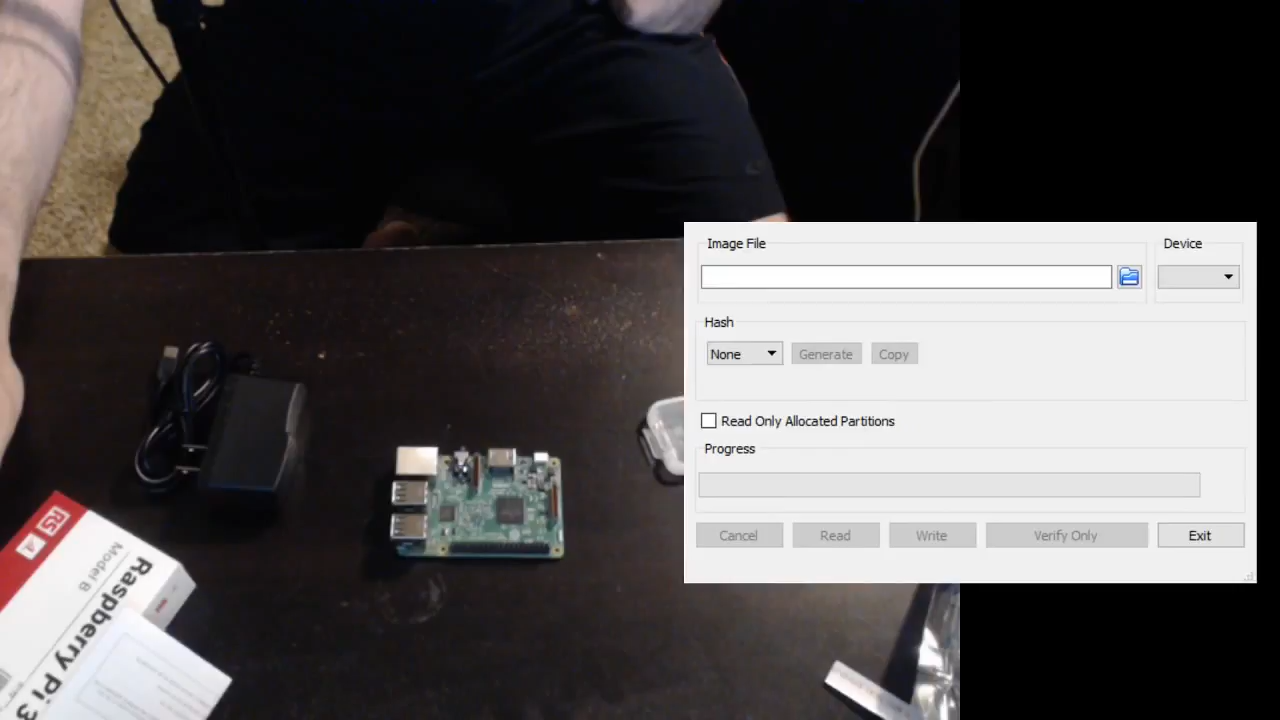 Image File
Device
Hash
None
Generate
Copy
Read Only Allocated Partitions
Progress
Cancel
Read
Write
Verify Only
Exit
RS
Model B
Raspberry Pi 3